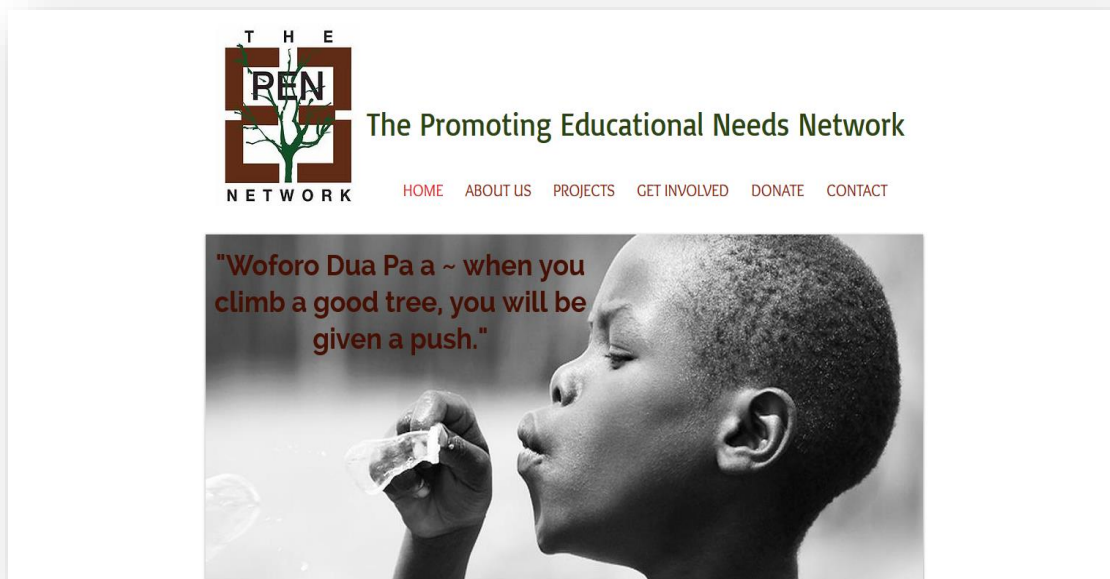 THE
PEN
NETWORK
The Promoting Educational Needs Network
HOME ABOUT US PROJECTS GET INVOLVED DONATE CONTACT
"Woforo Dua Pa a ~ when you
climb a good tree, you will be
given a push."